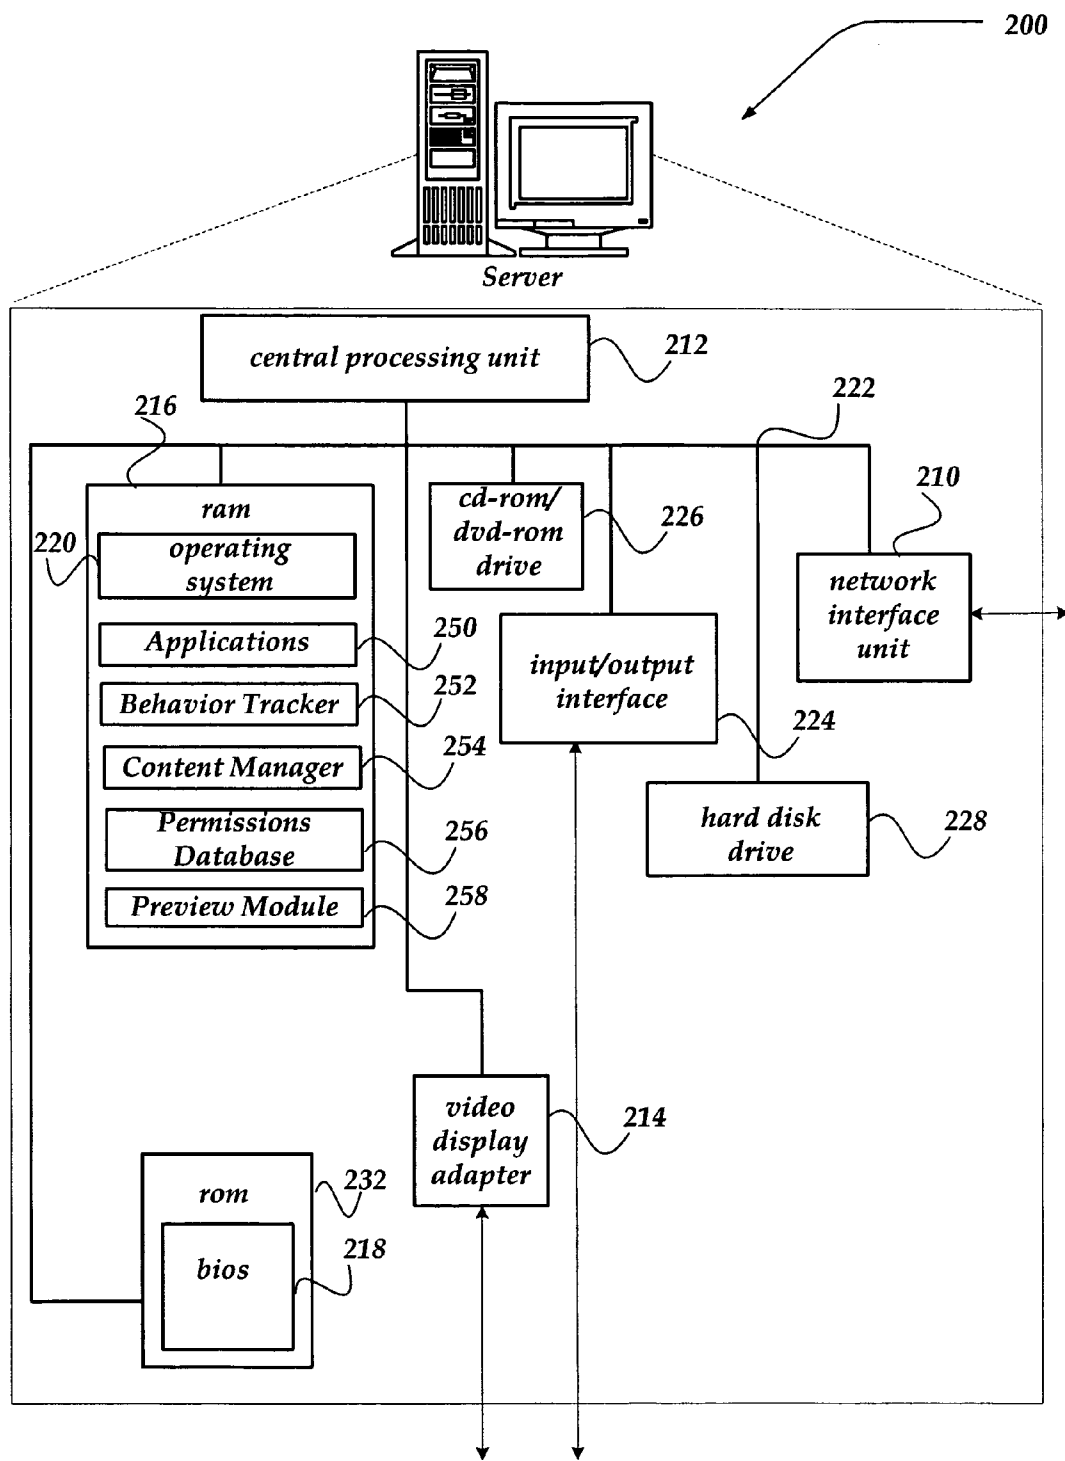 200
Server
central processing unit
212
216
222
ram
cd-rom/
dvd-rom
drive
226
210
220
operating
system
network
interface
unit
Applications
250
input/output
interface
Behavior Tracker
252
224
Content Manager
254
hard disk
drive
228
Permissions
Database
256
Preview Module
258
video
display
adapter
214
rom
232
bios
218